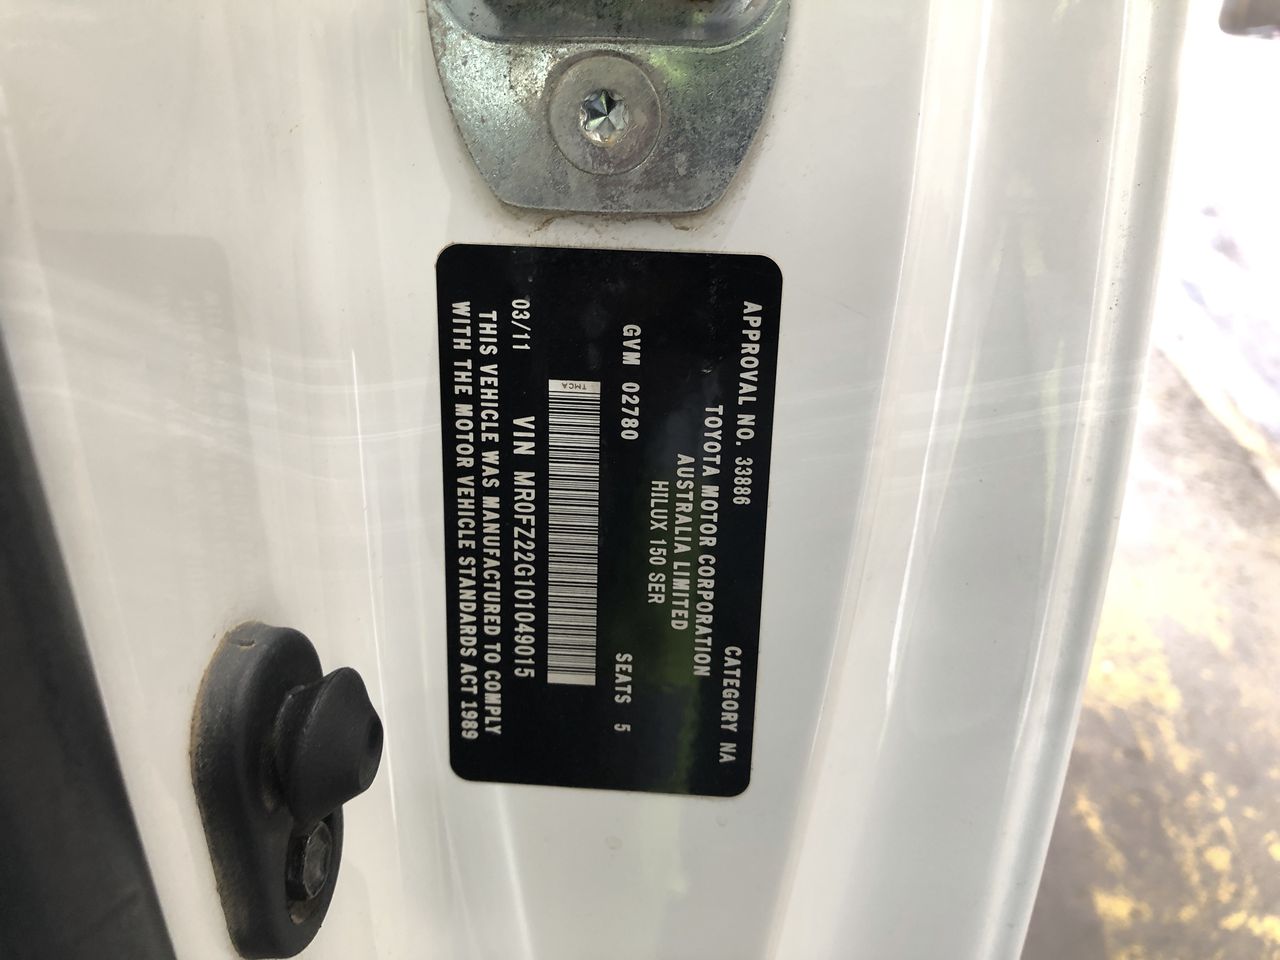 APPROVAL NO. 33886 CATEGORY NA
TOYOTA MOTOR CORPORATION
AUSTRALIA LIMITED
HILUX 150 SER
GVM 02780 SEATS 5
TMCA
03/11 VIN MR0FZ22G101049015
THIS VEHICLE WAS MANUFACTURED TO COMPLY
WITH THE MOTOR VEHICLE STANDARDS ACT 1989